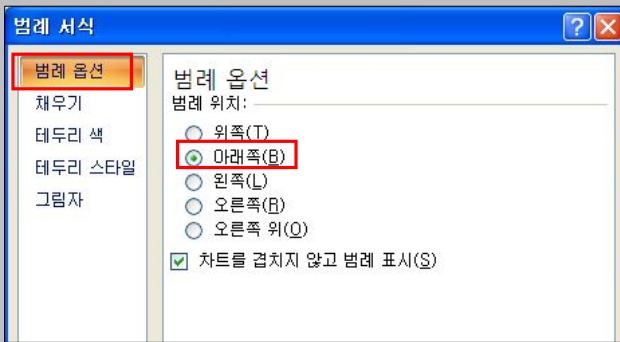 범례 서식
범례 옵션
채우기
테두리 색
테두리 스타일
그림자
범례 옵션
범례 위치:
위쪽(T)
아래쪽(B)
왼쪽(L)
오른쪽(R)
오른쪽 위(O)
차트를 겹치지 않고 범례 표시(S)